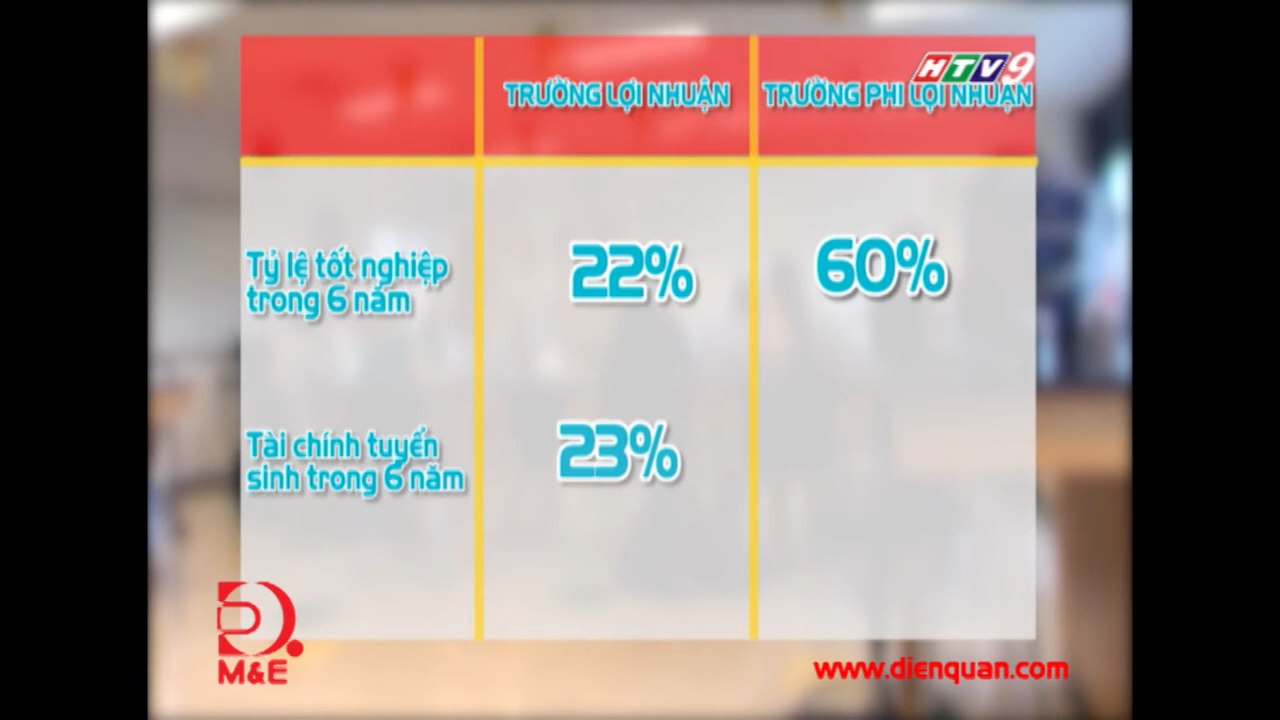 HTV9
TRƯỜNG LỢI NHUẬN
TRƯỜNG PHI LỢI NHUẬN
Tỷ lệ tốt nghiệp
trong 6 năm
22%
60%
Tài chính tuyển
sinh trong 6 năm
23%
D.
M&E
www.dienquan.com